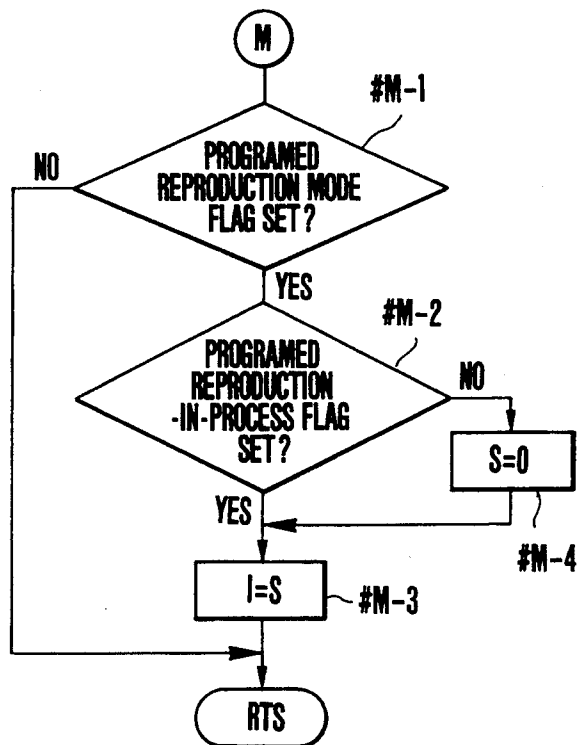 M
#M-1
NO
PROGRAMED
REPRODUCTION MODE
FLAG SET?
YES
#M-2
PROGRAMED
REPRODUCTION
-IN-PROCESS FLAG
SET?
NO
S=0
YES
#M-4
I=S
#M-3
RTS